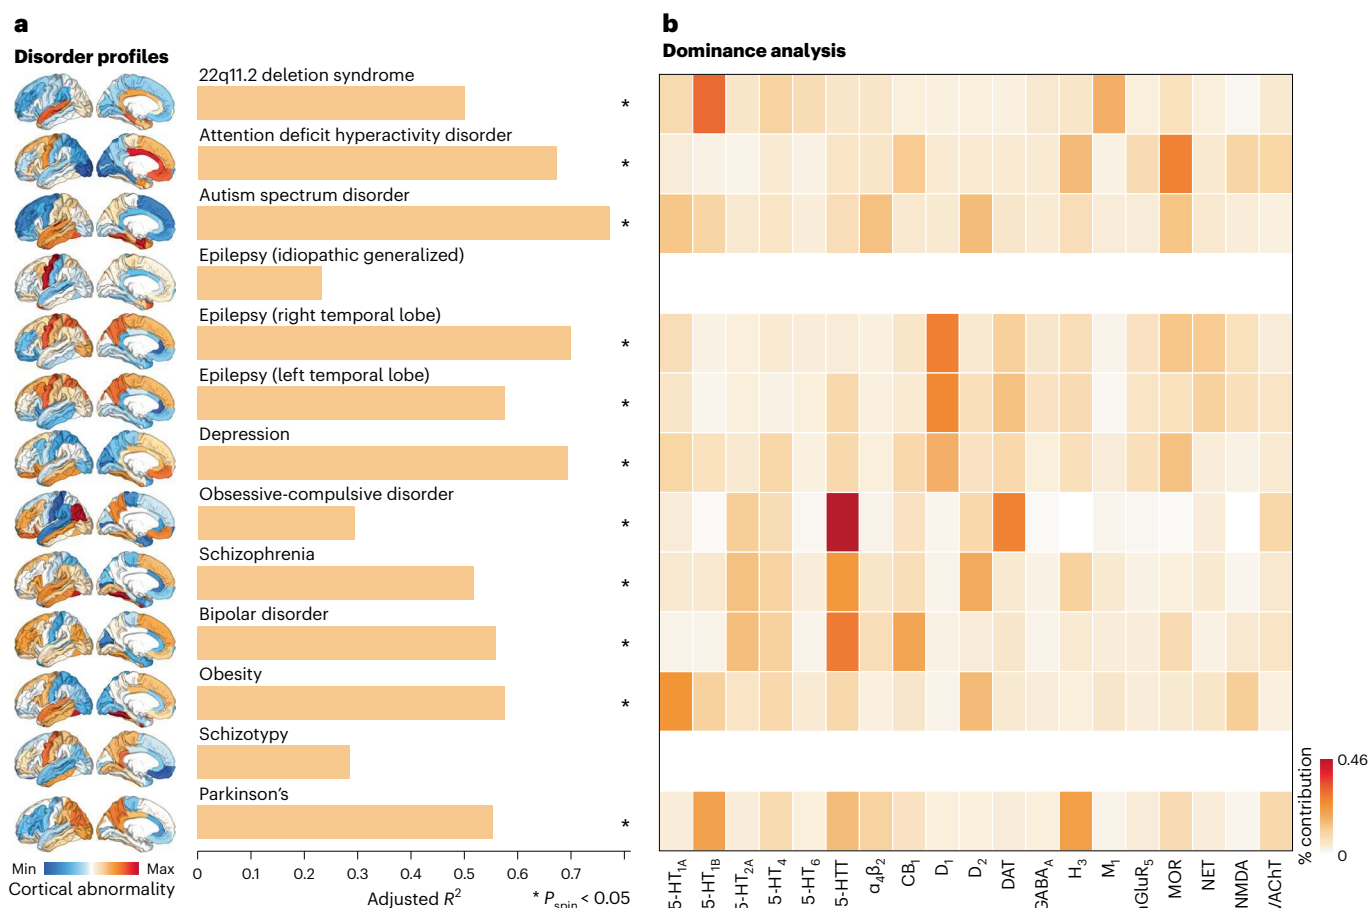 a
Disorder profiles
22q11.2 deletion syndrome
*
Attention deficit hyperactivity disorder
*
Autism spectrum disorder
*
Epilepsy (idiopathic generalized)
Epilepsy (right temporal lobe)
*
Epilepsy (left temporal lobe)
*
Depression
*
Obsessive-compulsive disorder
*
Schizophrenia
*
Bipolar disorder
*
Obesity
*
Schizotypy
Parkinson's
*
0 0.1 0.2 0.3 0.4 0.5 0.6 0.7
Adjusted R²
* P spin < 0.05
Min Max
Cortical abnormality
b
Dominance analysis
5-HT1A
5-HT1B
5-HT2A
5-HT4
5-HT6
5-HTT
α4β2
CB1
D1
D2
DAT
GABAA
H3
M1
GluR5
MOR
NET
NMDA
VAChT
% contribution
0.46
0